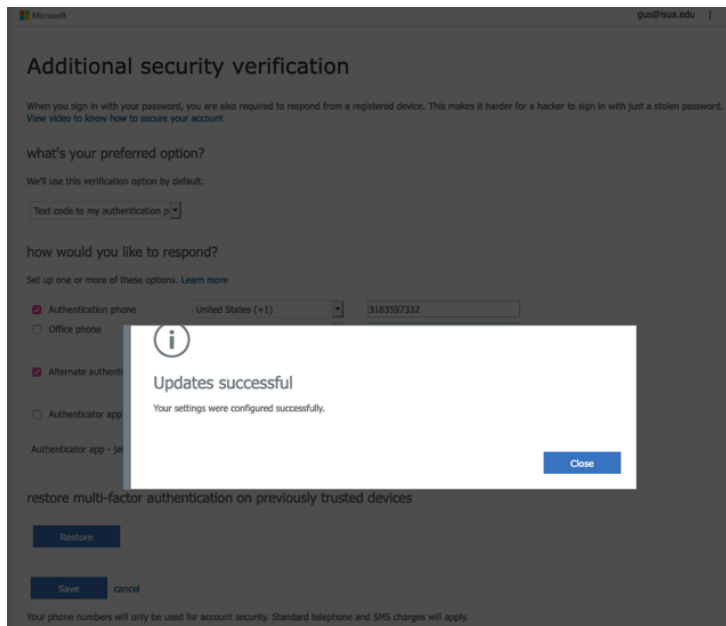 Microsoft
gus@isua.edu |
Additional security verification
When you sign in with your password, you are also required to respond from a registered device. This makes it harder for a hacker to sign in with just a stolen password.
View video to know how to secure your account
what's your preferred option?
We'll use this verification option by default.
Text code to my authentication p
how would you like to respond?
Set up one or more of these options. Learn more
Authentication phone United States (+1) 3183597332
Office phone
Alternate authenti
Authenticator app
Authenticator app - jas
i
Updates successful
Your settings were configured successfully.
Close
restore multi-factor authentication on previously trusted devices
Restore
Save cancel
Your phone numbers will only be used for account security. Standard telephone and SMS charges will apply.